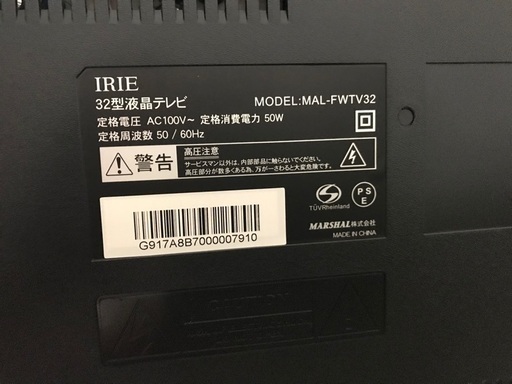 IRIE
32型液晶テレビ
MODEL:MAL-FWTV32
定格電圧 AC100V~ 定格消費電力 50W
定格周波数 50 / 60Hz
警告
高圧注意
サービスマン以外は、内部部品に触らないでください。
高圧部分が数多くある為、万が一さわると大変危険です。
TÜVRheinland
PS
E
MARSHAL株式会社
MADE IN CHINA
G917A8B7000007910
CAUTION